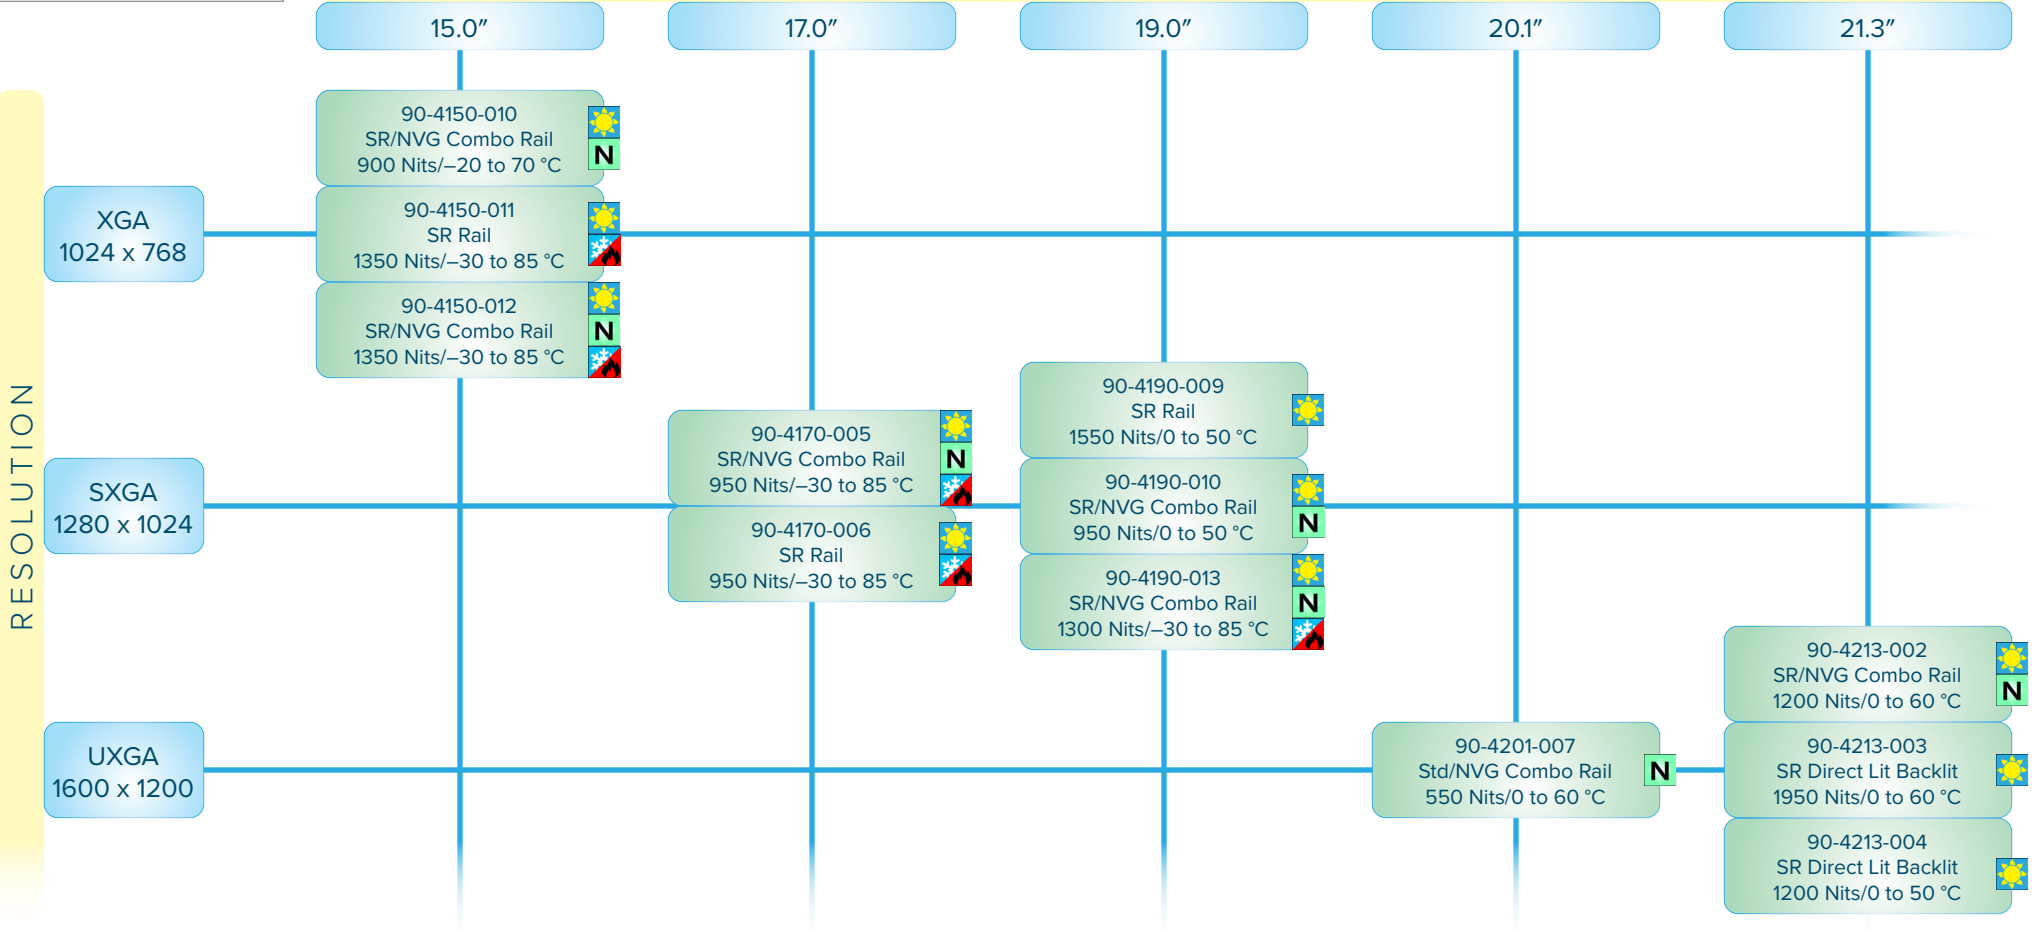 15.0″
17.0″
19.0″
20.1″
21.3″
RESOLUTION
XGA
1024 x 768
90-4150-010
SR/NVG Combo Rail
900 Nits/–20 to 70 °C
N
90-4150-011
SR Rail
1350 Nits/–30 to 85 °C
90-4150-012
SR/NVG Combo Rail
1350 Nits/–30 to 85 °C
N
SXGA
1280 x 1024
90-4170-005
SR/NVG Combo Rail
950 Nits/–30 to 85 °C
N
90-4170-006
SR Rail
950 Nits/–30 to 85 °C
90-4190-009
SR Rail
1550 Nits/0 to 50 °C
90-4190-010
SR/NVG Combo Rail
950 Nits/0 to 50 °C
N
90-4190-013
SR/NVG Combo Rail
1300 Nits/–30 to 85 °C
N
UXGA
1600 x 1200
90-4201-007
Std/NVG Combo Rail
550 Nits/0 to 60 °C
N
90-4213-002
SR/NVG Combo Rail
1200 Nits/0 to 60 °C
N
90-4213-003
SR Direct Lit Backlit
1950 Nits/0 to 60 °C
90-4213-004
SR Direct Lit Backlit
1200 Nits/0 to 50 °C